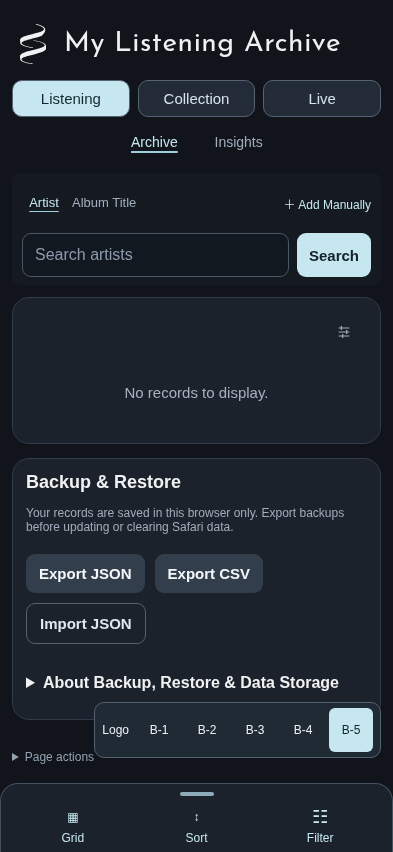 My Listening Archive
Listening Collection Live
Archive Insights
Artist Album Title + Add Manually
Search artists Search
No records to display.
Backup & Restore
Your records are saved in this browser only. Export backups
before updating or clearing Safari data.
Export JSON Export CSV
Import JSON
About Backup, Restore & Data Storage
Logo B-1 B-2 B-3 B-4 B-5
Page actions
Grid Sort Filter